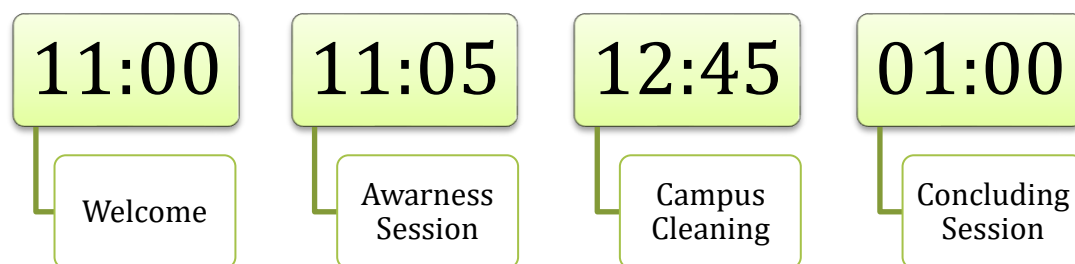 11:00
Welcome
11:05
Awarness
Session
12:45
Campus
Cleaning
01:00
Concluding
Session